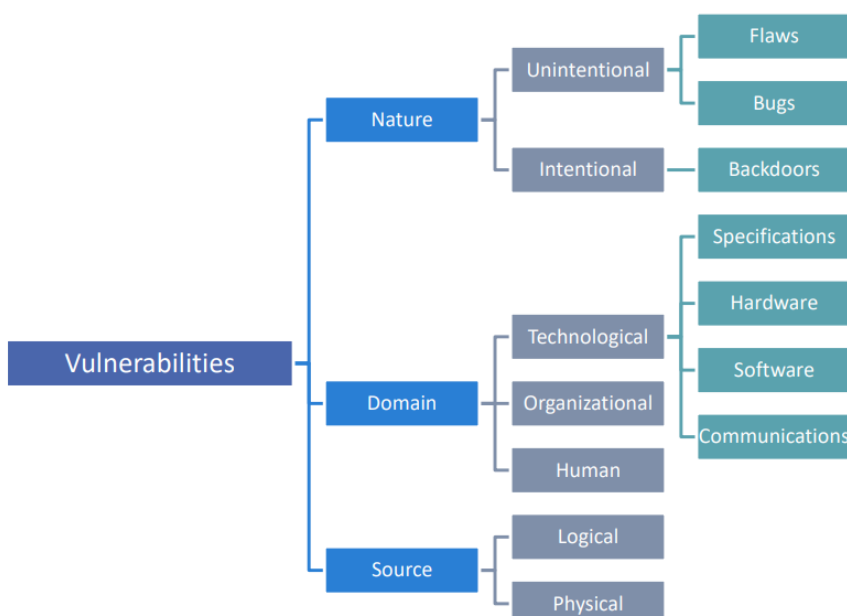 Flaws
Unintentional
Bugs
Nature
Intentional
Backdoors
Specifications
Hardware
Technological
Vulnerabilities
Software
Domain
Organizational
Communications
Human
Logical
Source
Physical